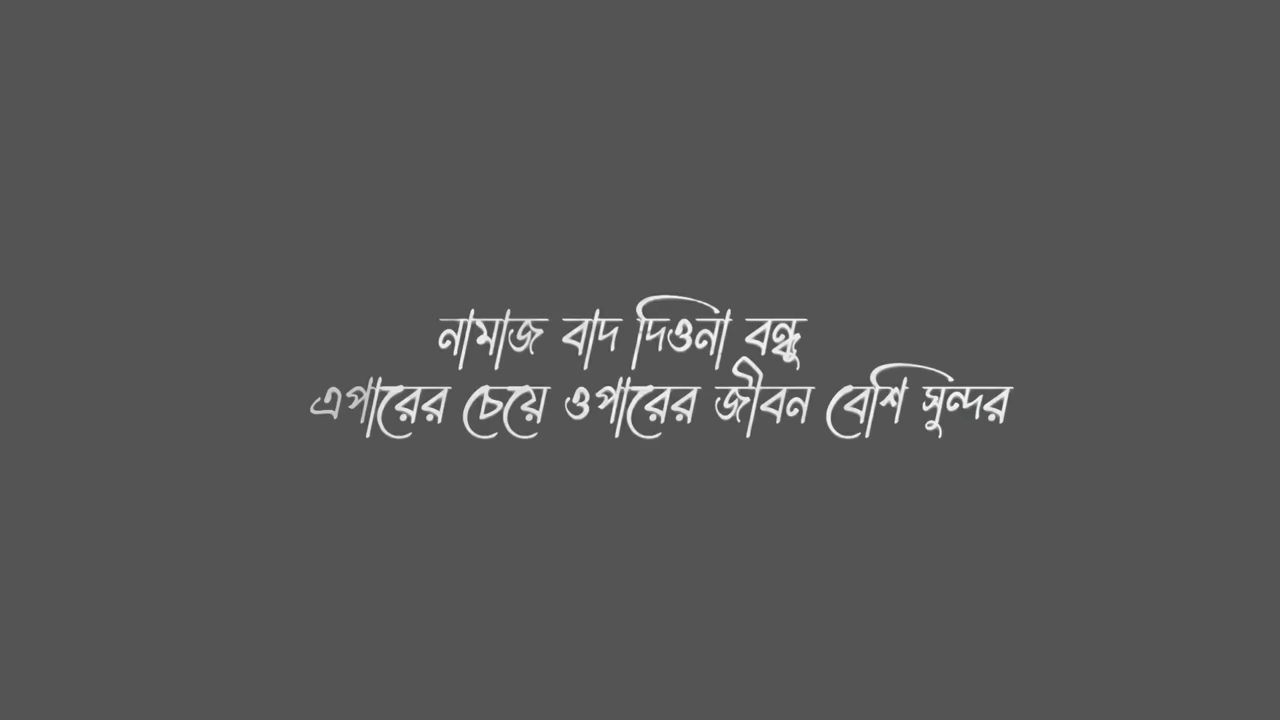 নামাজ বাদ দিওনা বন্ধু
এপারের চেয়ে ওপারের জীবন বেশি সুন্দর